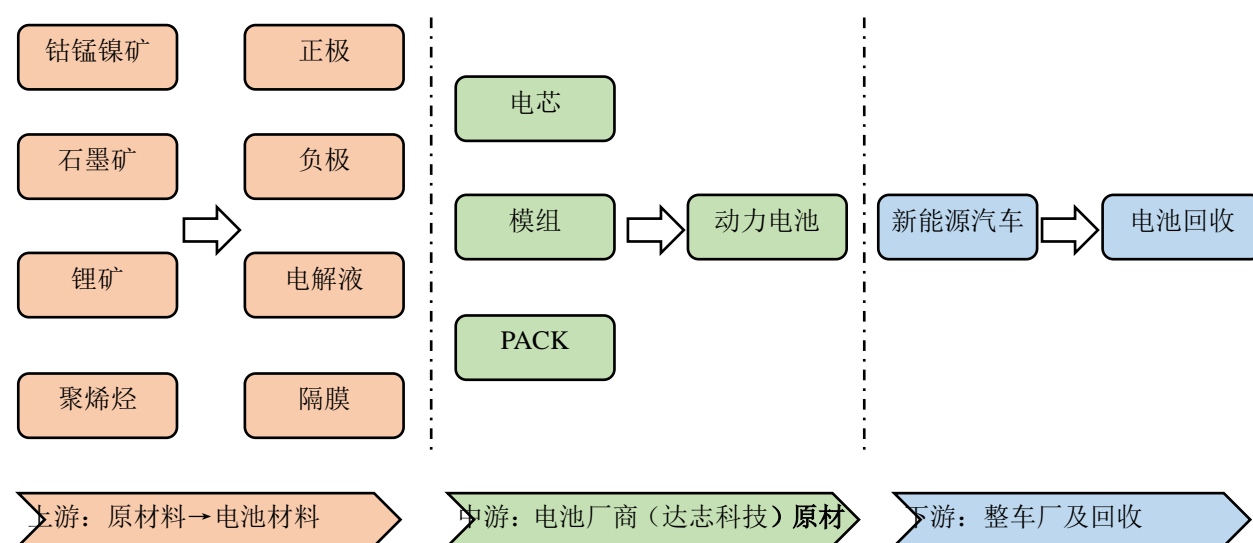 钴锰镍矿
正极
石墨矿
负极
锂矿
电解液
聚烯烃
隔膜
电芯
模组
PACK
动力电池
新能源汽车
电池回收
上游：原材料→电池材料
中游：电池厂商（达志科技）原材
下游：整车厂及回收